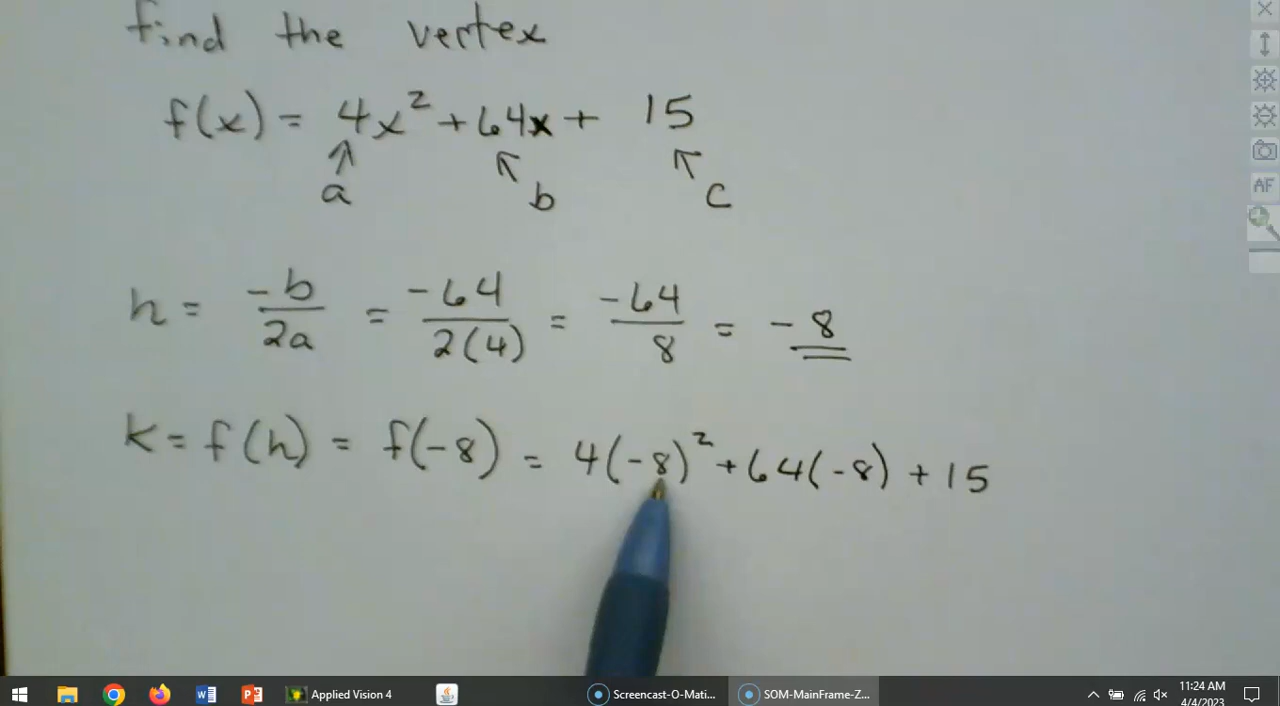 find the vertex
f(x) = 4x² + 64x + 15
a b c
h = -b/2a = -64/2(4) = -64/8 = -8
k = f(h) = f(-8) = 4(-8)² + 64(-8) + 15
AF
Applied Vision 4
Screencast-O-Mati...
SOM-MainFrame-Z...
11:24 AM
4/4/2023